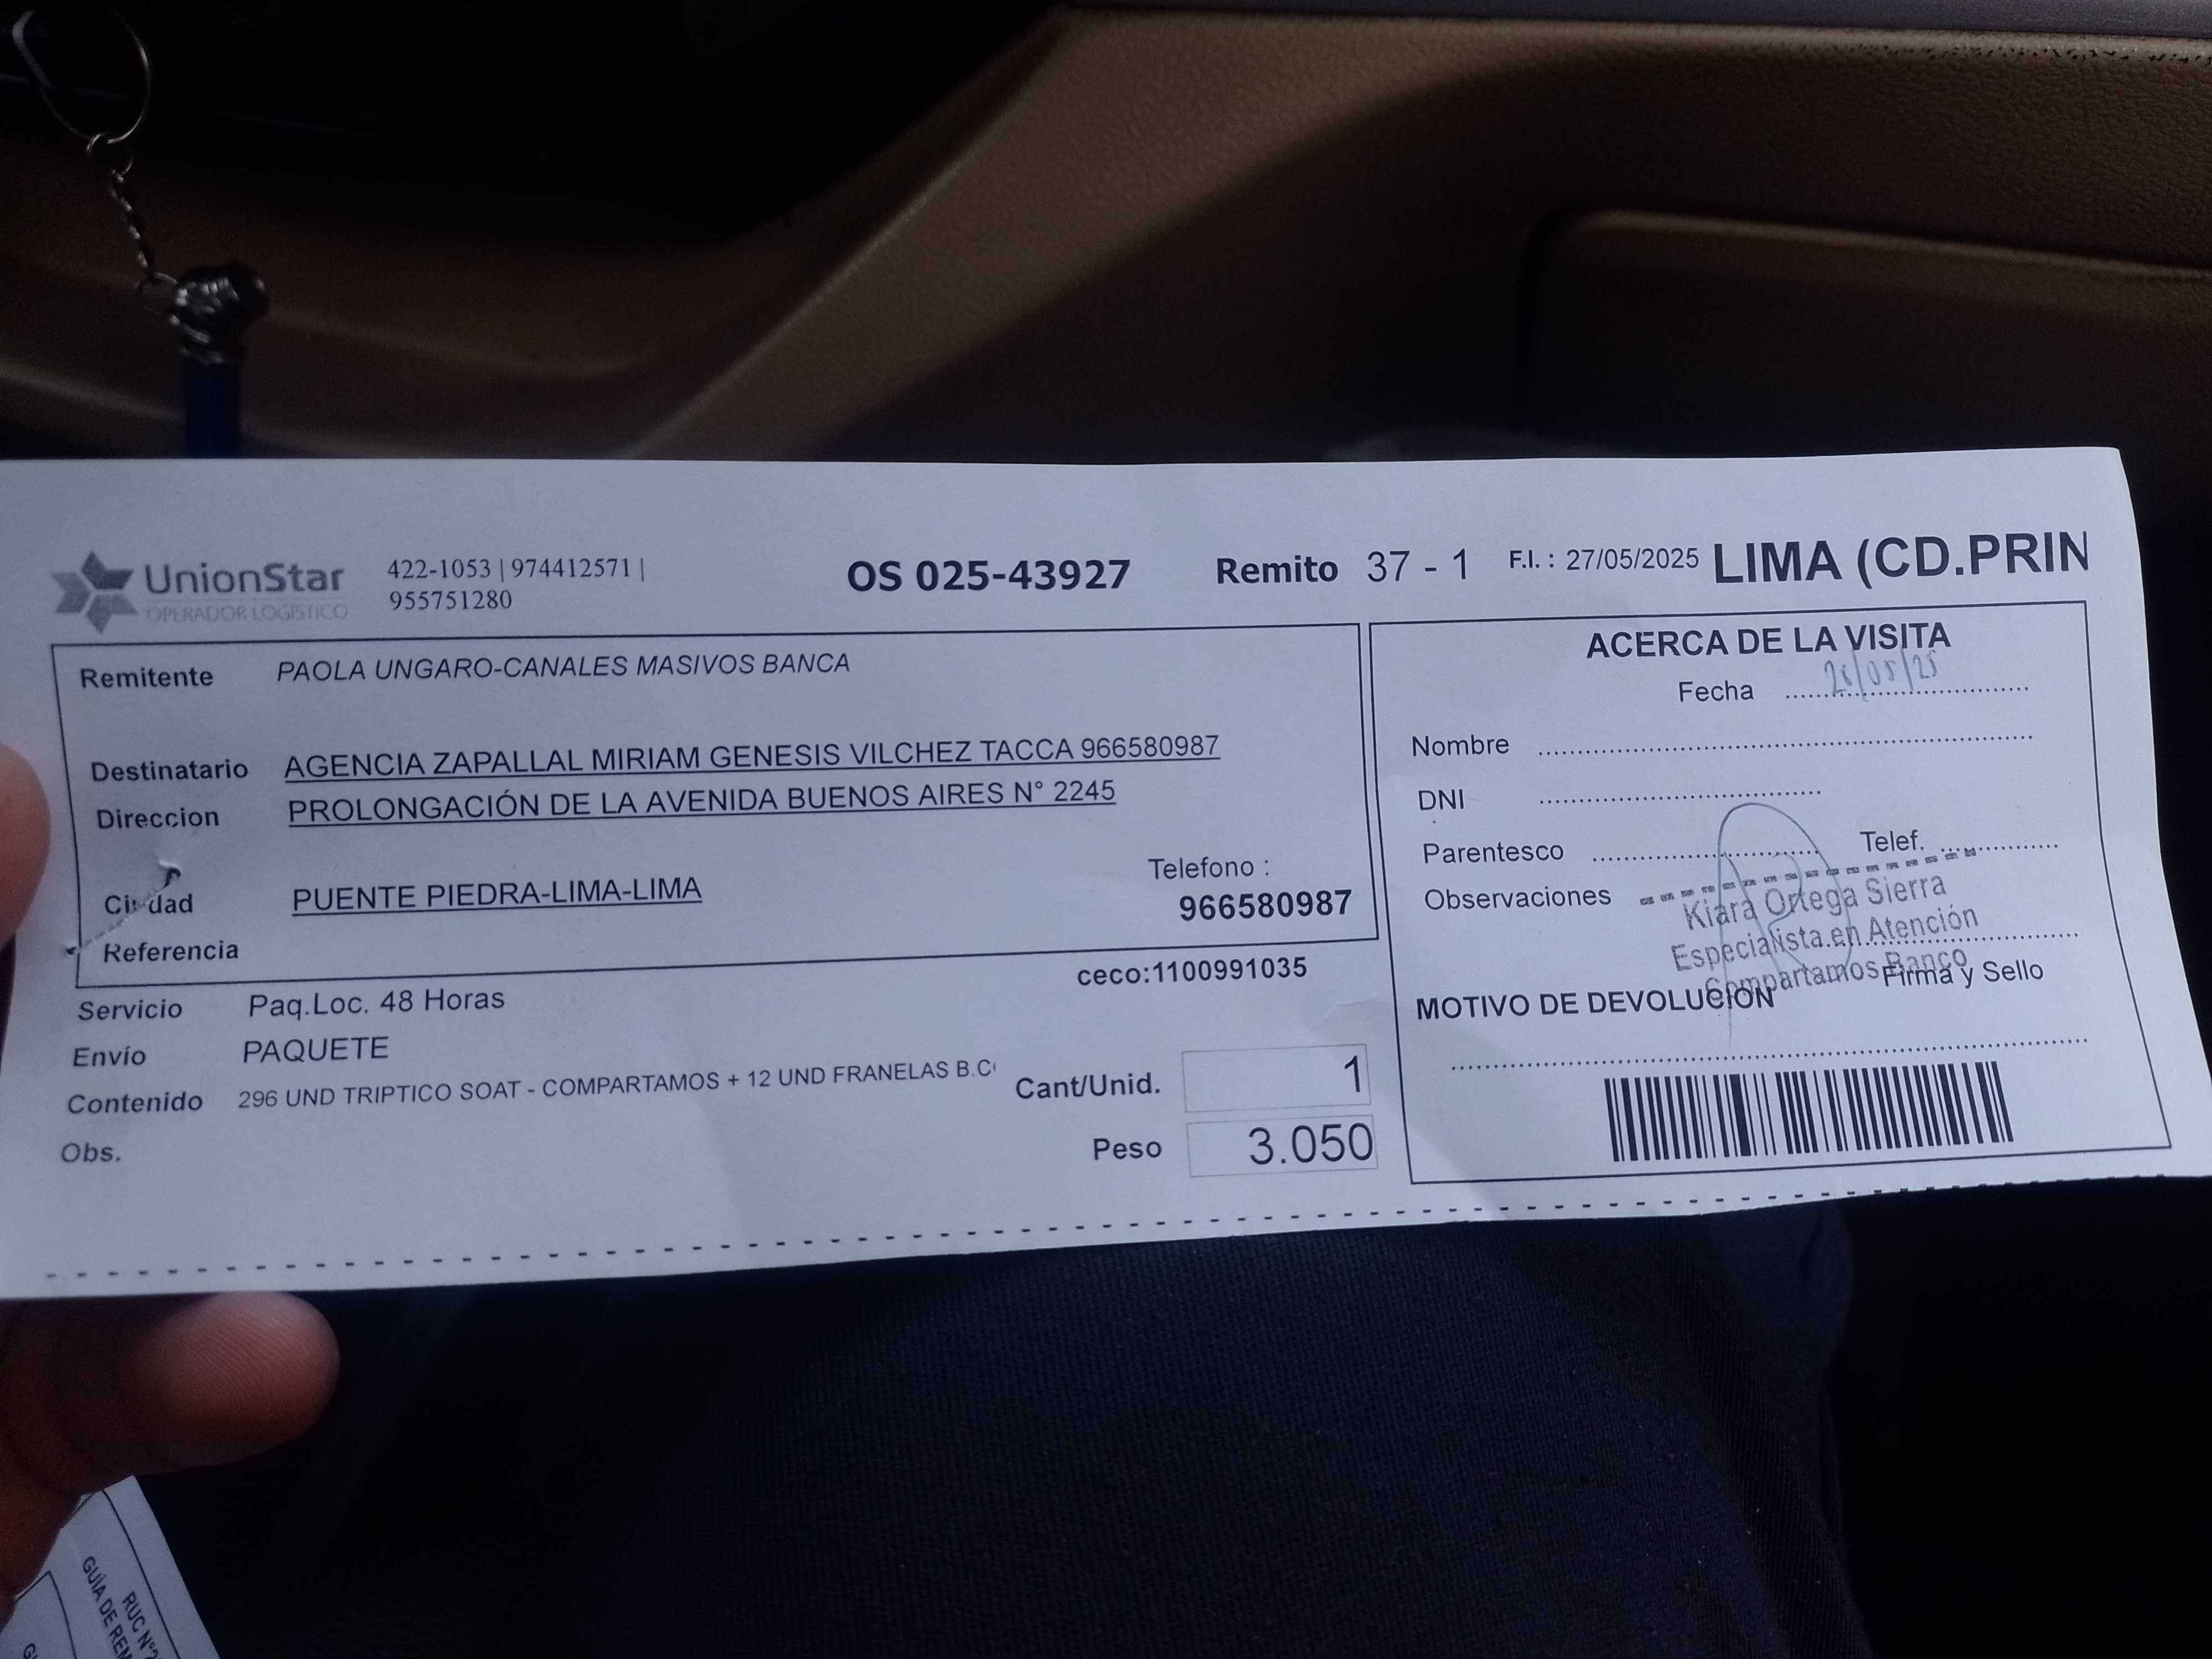 UnionStar
OPERADOR LOGÍSTICO
422-1053 | 974412571 |
955751280
OS 025-43927
Remito 37 - 1
F.I. : 27/05/2025
LIMA (CD.PRIN
Remitente PAOLA UNGARO-CANALES MASIVOS BANCA
Destinatario AGENCIA ZAPALLAL MIRIAM GENESIS VILCHEZ TACCA 966580987
Direccion PROLONGACIÓN DE LA AVENIDA BUENOS AIRES N° 2245
Telefono :
Ciudad PUENTE PIEDRA-LIMA-LIMA 966580987
Referencia
ceco:1100991035
Servicio Paq.Loc. 48 Horas
Envío PAQUETE
Contenido 296 UND TRIPTICO SOAT - COMPARTAMOS + 12 UND FRANELAS B.C
Cant/Unid. 1
Obs.
Peso 3.050
ACERCA DE LA VISITA
Fecha /05/25
Nombre
DNI
Parentesco Telef.
Observaciones
Kiara Ortega Sierra
Especialista en Atención
Compartamos Banco
Firma y Sello
MOTIVO DE DEVOLUCIÓN
RUC N°
GUÍA DE REM